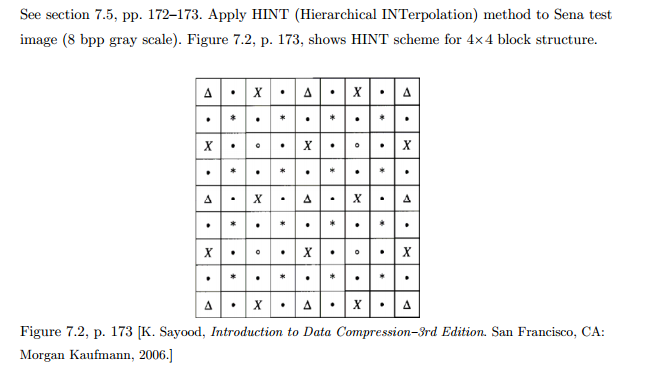 See section 7.5, pp. 172–173. Apply HINT (Hierarchical INTerpolation) method to Sena test
image (8 bpp gray scale). Figure 7.2, p. 173, shows HINT scheme for 4×4 block structure.
Δ • X • Δ • X • Δ
• * • * • * • * •
X • ∘ • X • ∘ • X
• * • * • * • * •
Δ • X • Δ • X • Δ
• * • * • * • * •
X • ∘ • X • ∘ • X
• * • * • * • * •
Δ • X • Δ • X • Δ
Figure 7.2, p. 173 [K. Sayood, Introduction to Data Compression–3rd Edition. San Francisco, CA:
Morgan Kaufmann, 2006.]